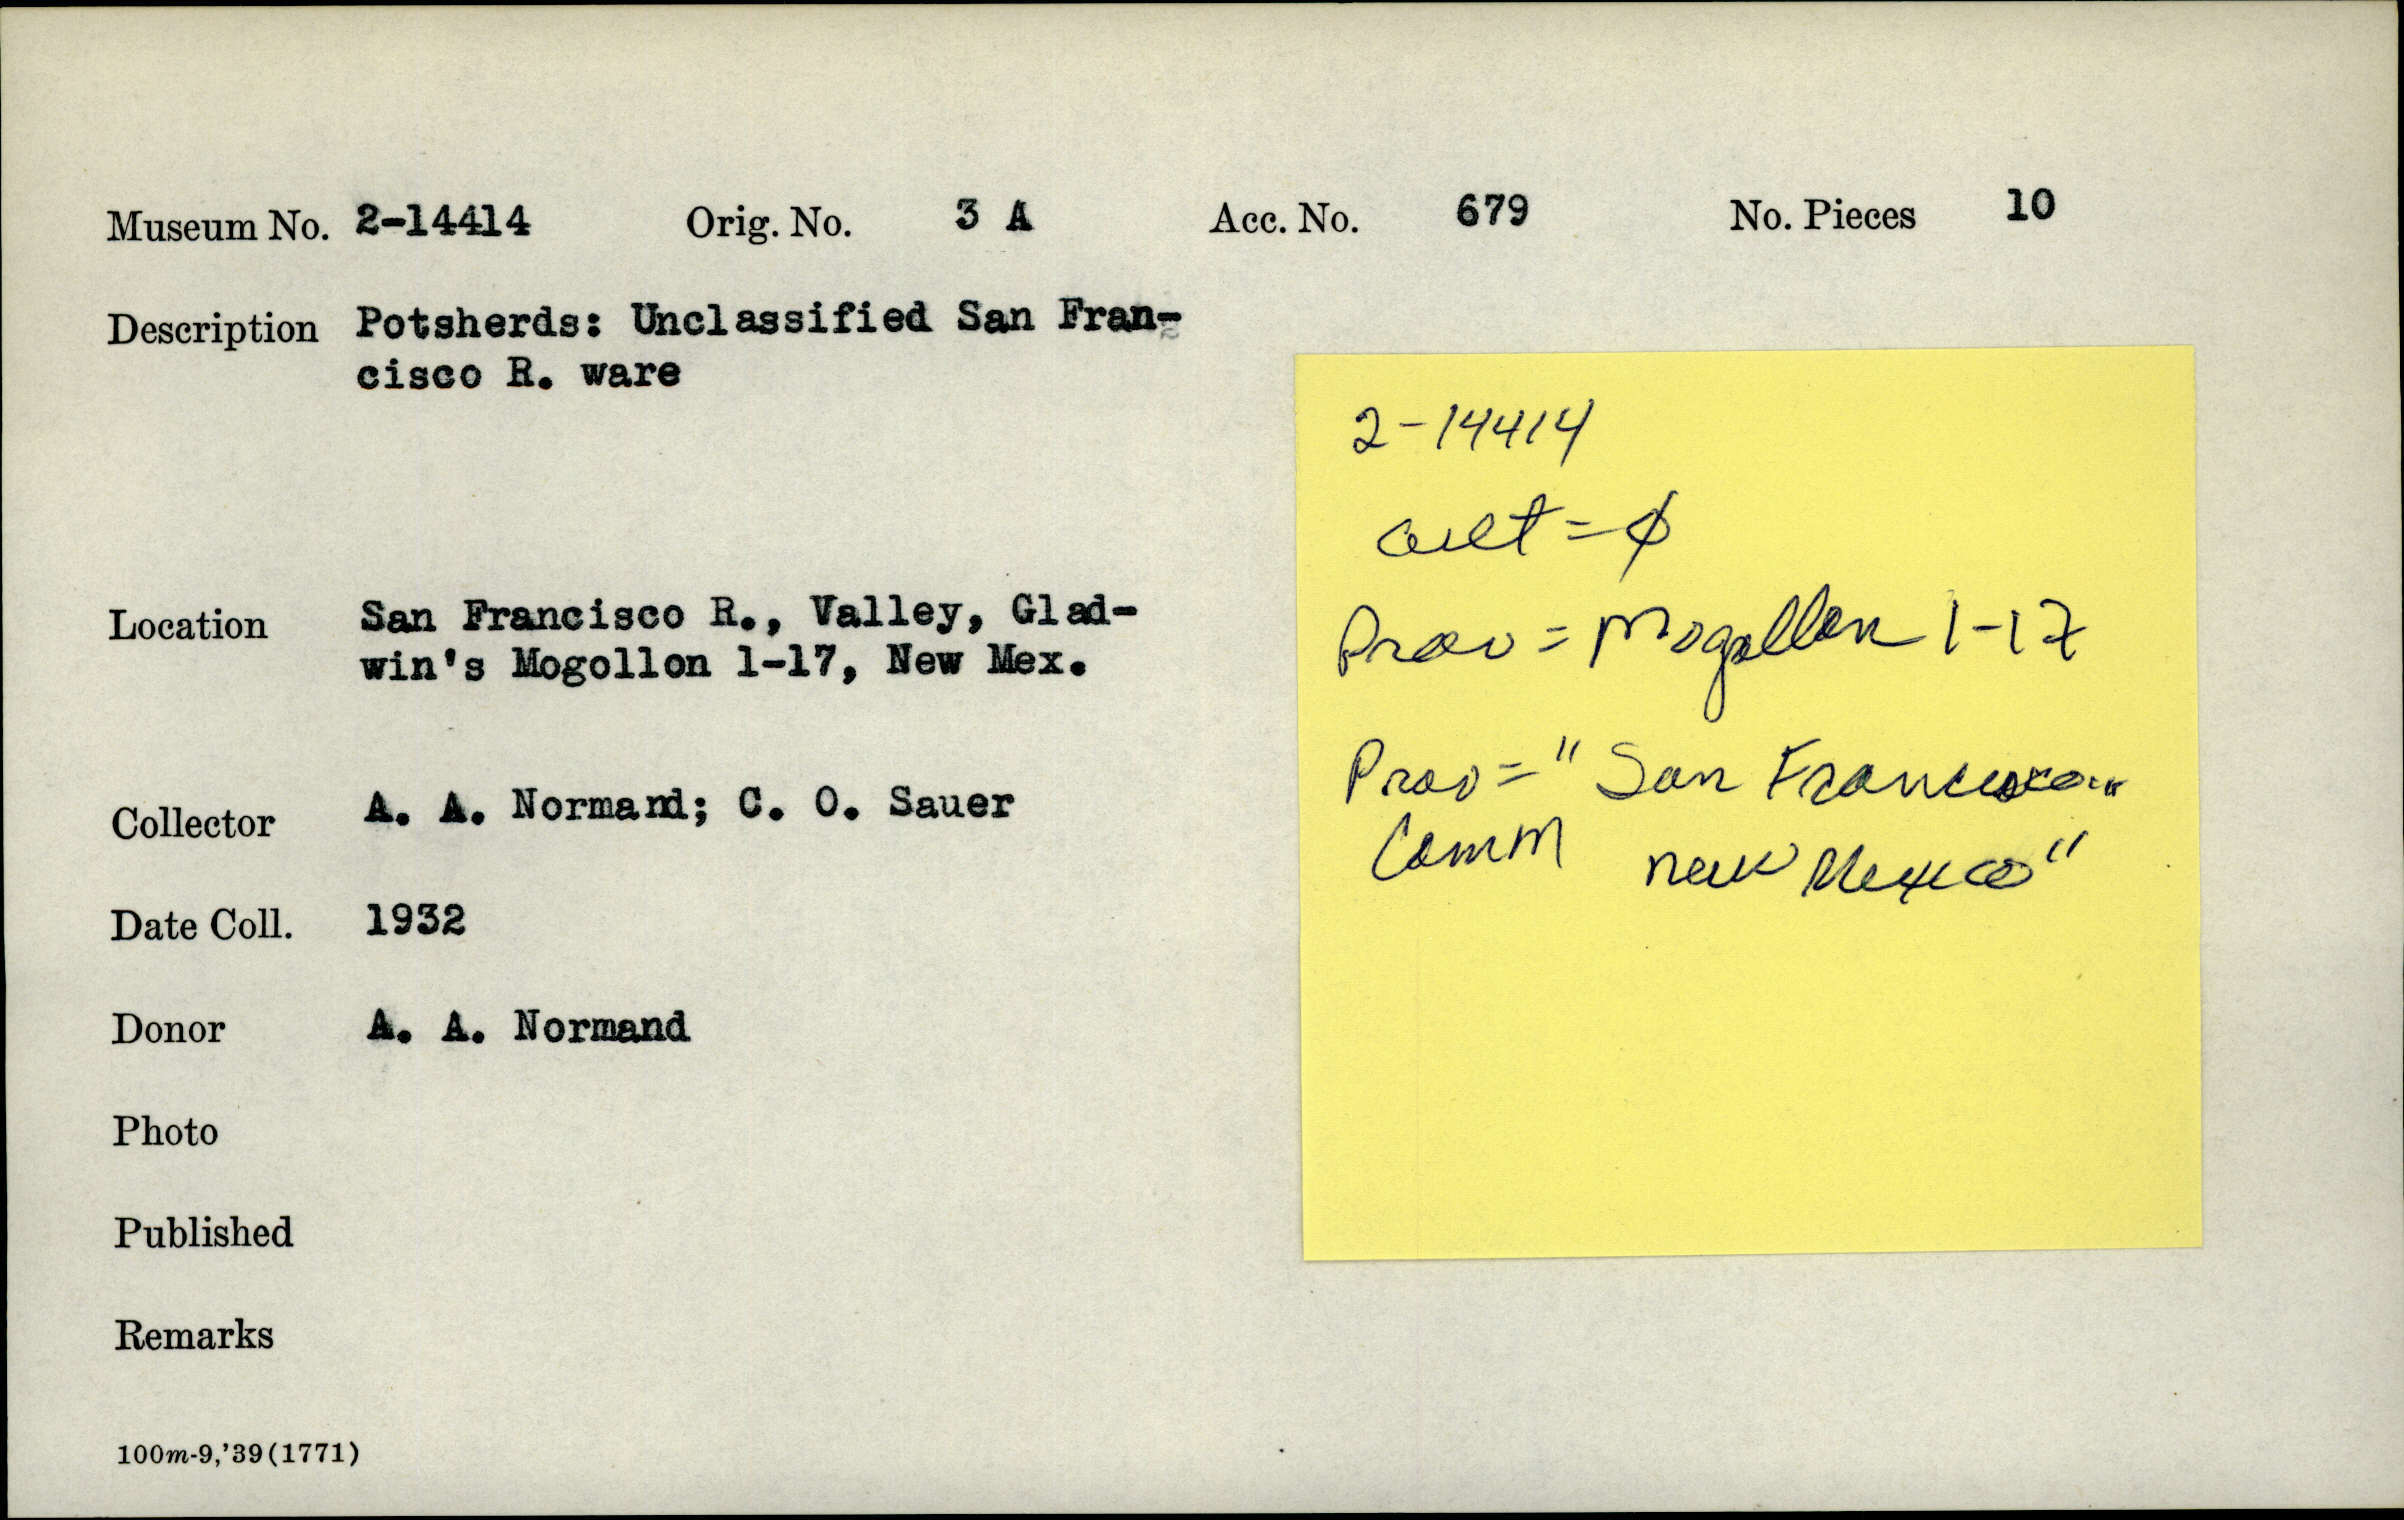 Museum No. 2-14414 Orig. No. 3 A Acc. No. 679 No. Pieces 10
Description Potsherds: Unclassified San Fran-
cisco R. ware
Location San Francisco R., Valley, Glad-
win's Mogollon 1-17, New Mex.
Collector A. A. Normand; C. O. Sauer
Date Coll. 1932
Donor A. A. Normand
Photo
Published
Remarks
100m-9,'39(1771)
2-14414
cult = ϕ
Prov = Mogollon 1-17
Prov = "San Francisco...
Comm New Mexico"